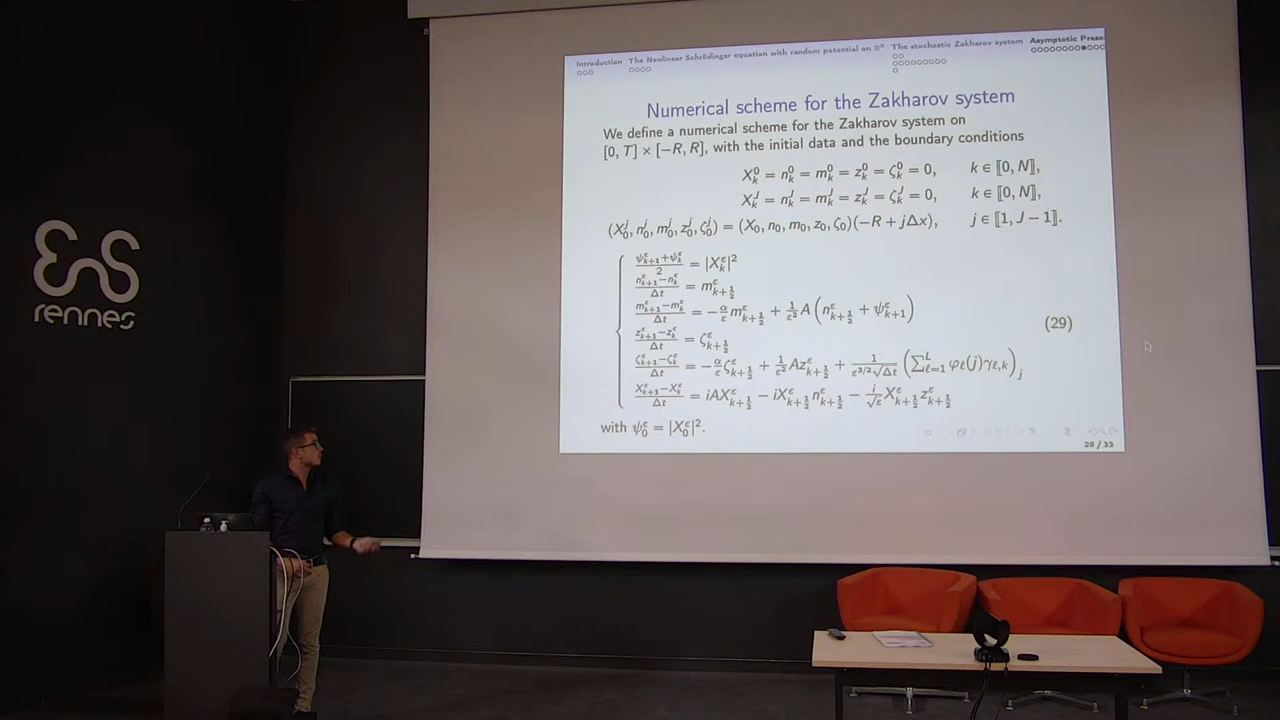 Introduction The Nonlinear Schrödinger equation with random potential on ℝⁿ The stochastic Zakharov system Asymptotic Prese
Numerical scheme for the Zakharov system
We define a numerical scheme for the Zakharov system on
[0, T] × [−R, R], with the initial data and the boundary conditions
X_k^0 = n_k^0 = m_k^0 = z_k^0 = ζ_k^0 = 0, k ∈ ⟦0, N⟧,
X_k^J = n_k^J = m_k^J = z_k^J = ζ_k^J = 0, k ∈ ⟦0, N⟧,
(X_0^j, n_0^j, m_0^j, z_0^j, ζ_0^j) = (X_0, n_0, m_0, z_0, ζ_0)(−R + jΔx), j ∈ ⟦1, J − 1⟧.
(ψ_{k+1}^ε + ψ_k^ε)/2 = |X_k^ε|^2
(n_{k+1}^ε − n_k^ε)/Δt = m_{k+1/2}^ε
(m_{k+1}^ε − m_k^ε)/Δt = −(α/ε) m_{k+1/2}^ε + (1/ε^2) A (n_{k+1/2}^ε + ψ_{k+1}^ε)
(z_{k+1}^ε − z_k^ε)/Δt = ζ_{k+1/2}^ε
(ζ_{k+1}^ε − ζ_k^ε)/Δt = −(α/ε) ζ_{k+1/2}^ε + (1/ε^2) A z_{k+1/2}^ε + (1/(ε^{3/2}√Δt)) (∑_{ℓ=1}^L φ_ℓ(j)γ_{ℓ,k})_j
(X_{k+1}^ε − X_k^ε)/Δt = iAX_{k+1/2}^ε − iX_{k+1/2}^ε n_{k+1/2}^ε − (i/√ε) X_{k+1/2}^ε z_{k+1/2}^ε
(29)
with ψ_0^ε = |X_0^ε|^2.
29 / 33
ens
rennes